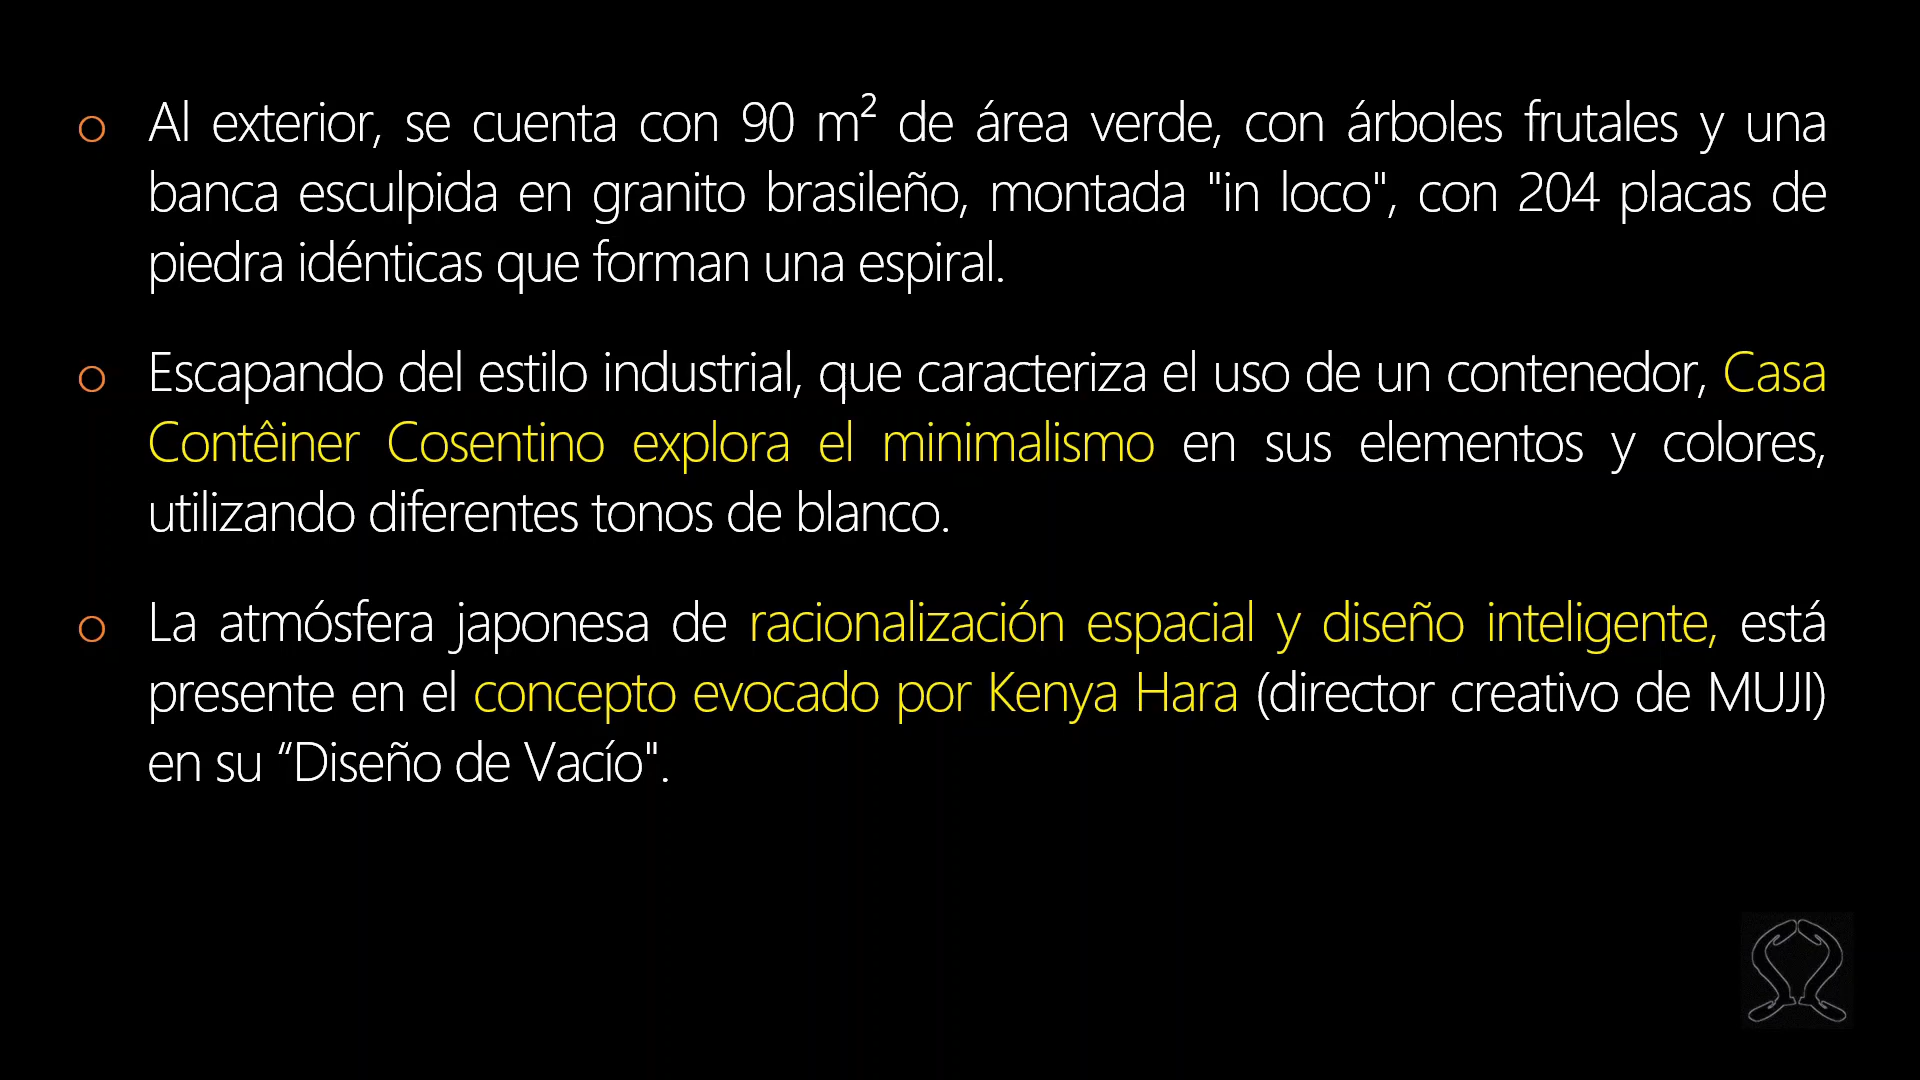 o Al exterior, se cuenta con 90 m² de área verde, con árboles frutales y una
banca esculpida en granito brasileño, montada "in loco", con 204 placas de
piedra idénticas que forman una espiral.
o Escapando del estilo industrial, que caracteriza el uso de un contenedor, Casa
Contêiner Cosentino explora el minimalismo en sus elementos y colores,
utilizando diferentes tonos de blanco.
o La atmósfera japonesa de racionalización espacial y diseño inteligente, está
presente en el concepto evocado por Kenya Hara (director creativo de MUJI)
en su “Diseño de Vacío".